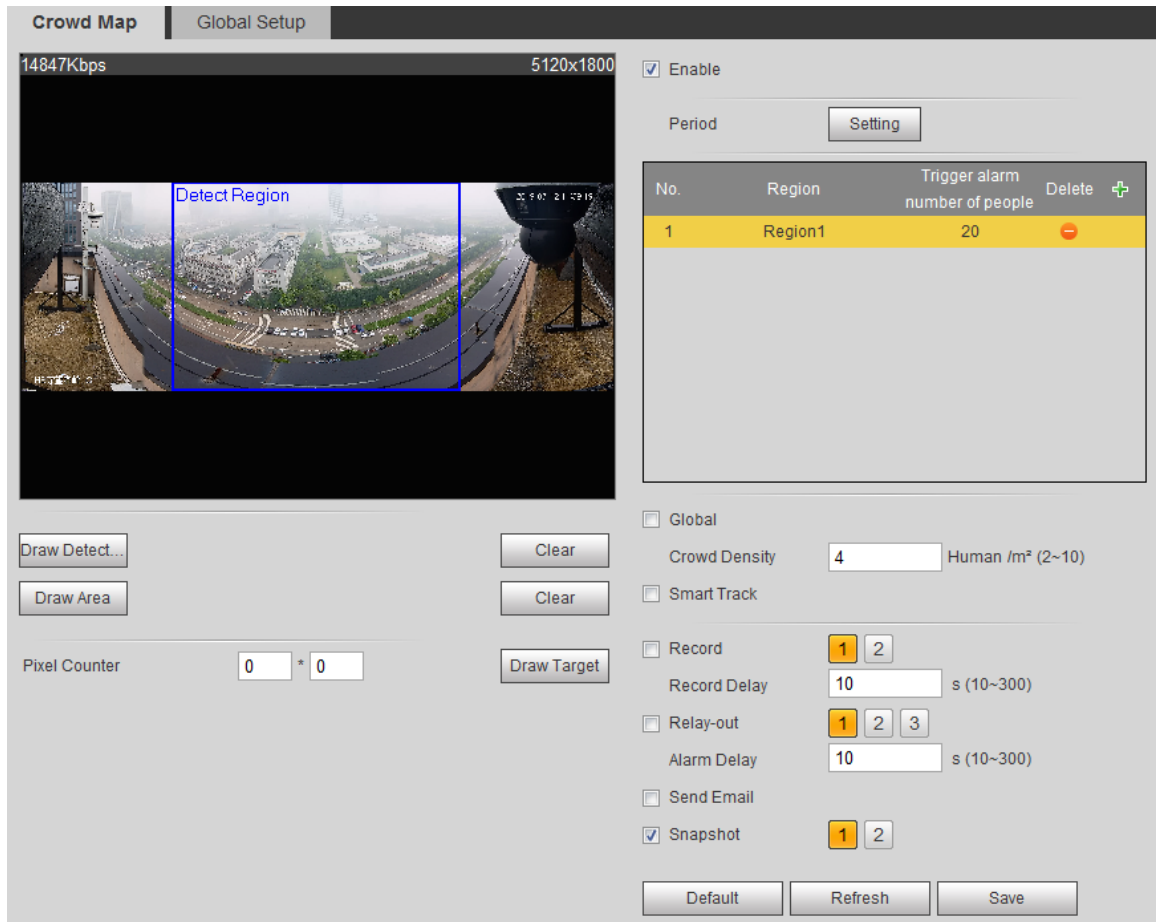 Crowd Map Global Setup
14847Kbps 5120x1800
Detect Region
Draw Detect... Clear
Draw Area Clear
Pixel Counter 0 * 0 Draw Target
Enable
Period Setting
No. Region Trigger alarm number of people Delete
1 Region1 20
Global
Crowd Density 4 Human /m² (2~10)
Smart Track
Record 1 2
Record Delay 10 s (10~300)
Relay-out 1 2 3
Alarm Delay 10 s (10~300)
Send Email
Snapshot 1 2
Default Refresh Save